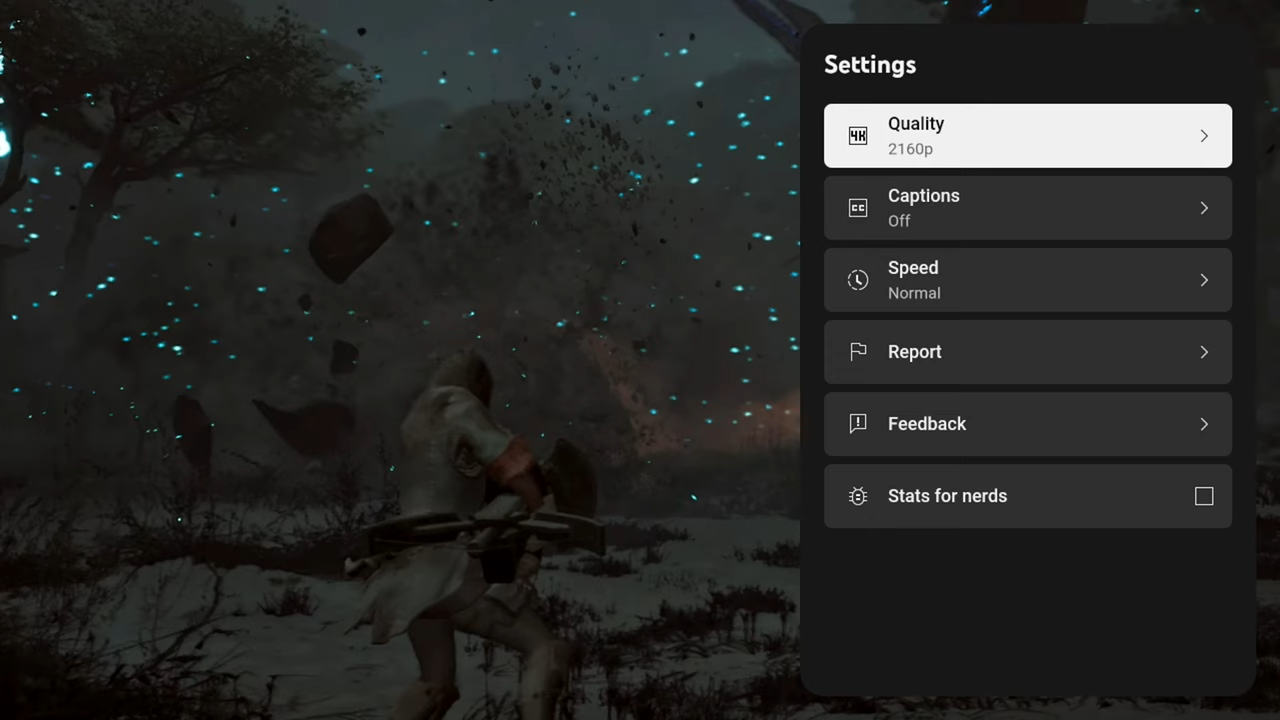 Settings
4K
Quality
2160p
CC
Captions
Off
Speed
Normal
Report
Feedback
Stats for nerds